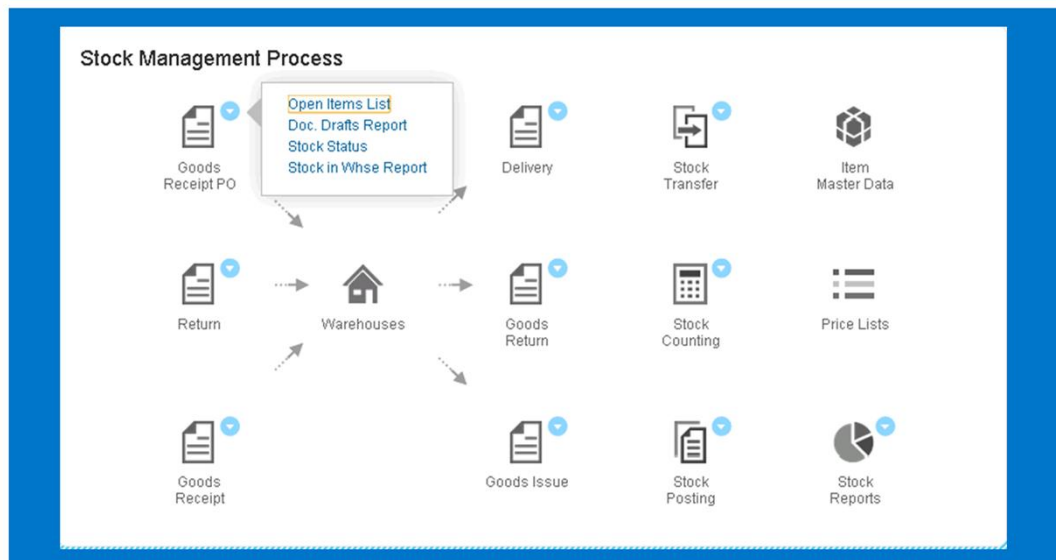 Stock Management Process
Open Items List
Doc. Drafts Report
Stock Status
Stock in Whse Report
Goods
Receipt PO
Delivery
Stock
Transfer
Item
Master Data
Return
Warehouses
Goods
Return
Stock
Counting
Price Lists
Goods
Receipt
Goods Issue
Stock
Posting
Stock
Reports